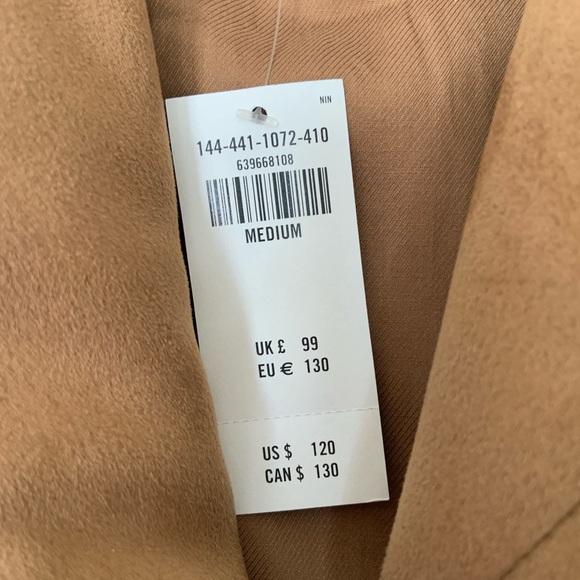 NIN
144-441-1072-410
639668108
MEDIUM
UK £ 99
EU € 130
US $ 120
CAN $ 130